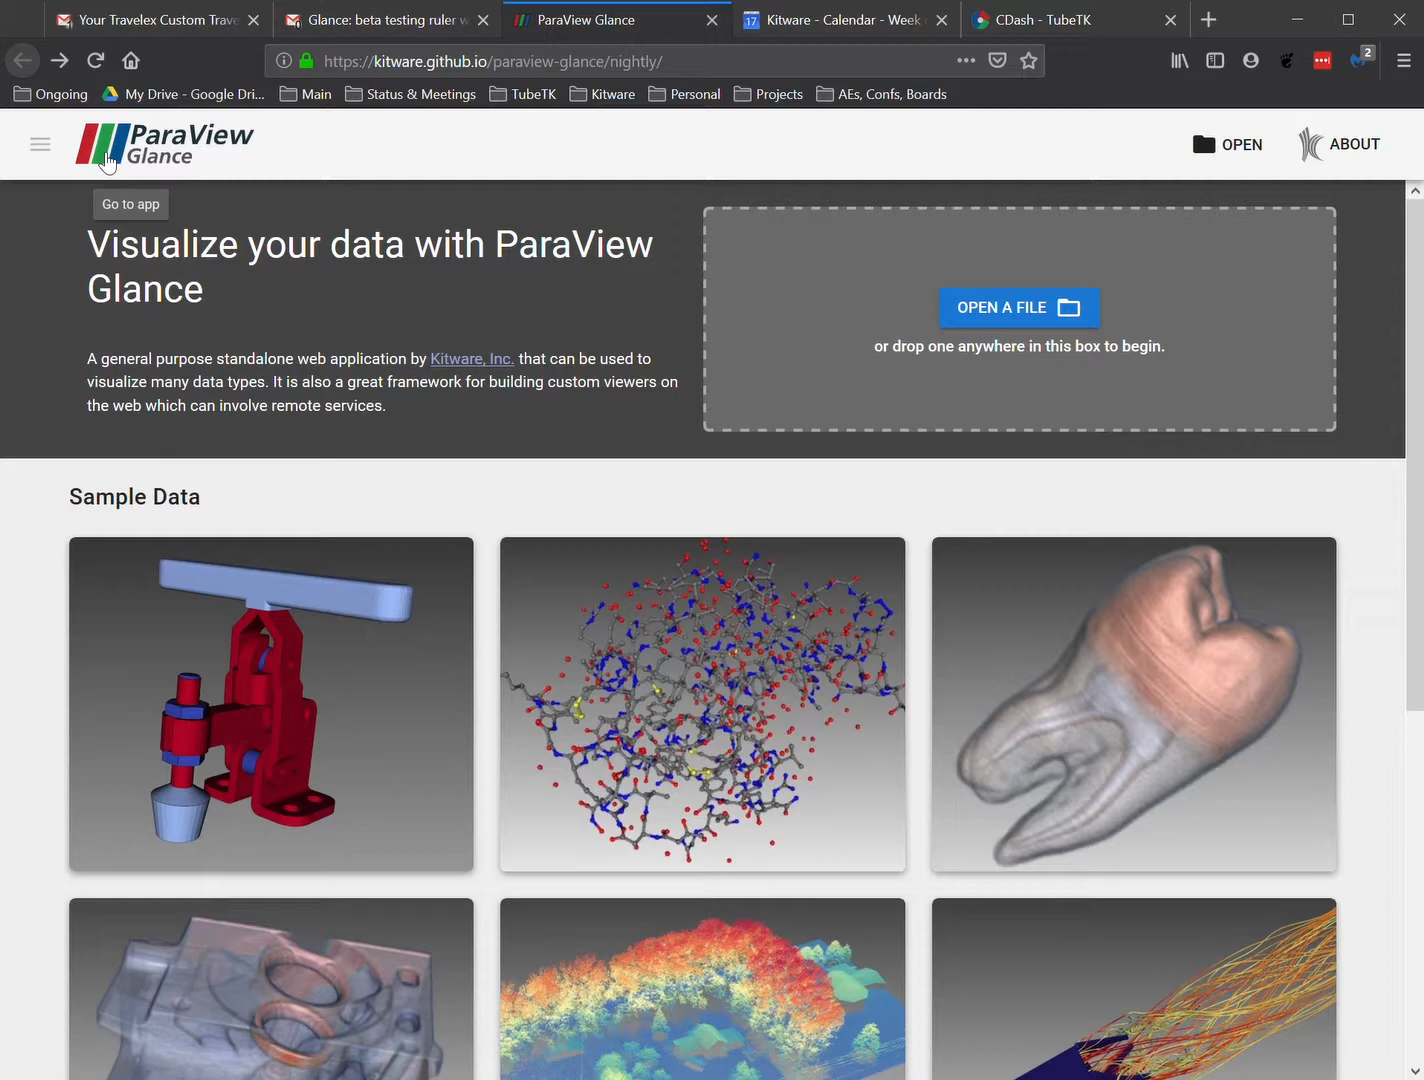 Your Travelex Custom Trave
Glance: beta testing ruler w
ParaView Glance
Kitware - Calendar - Week
CDash - TubeTK
https://kitware.github.io/paraview-glance/nightly/
2
Ongoing
My Drive - Google Dri...
Main
Status & Meetings
TubeTK
Kitware
Personal
Projects
AEs, Confs, Boards
ParaView
Glance
OPEN
ABOUT
Go to app
Visualize your data with ParaView
Glance
A general purpose standalone web application by Kitware, Inc. that can be used to
visualize many data types. It is also a great framework for building custom viewers on
the web which can involve remote services.
OPEN A FILE
or drop one anywhere in this box to begin.
Sample Data